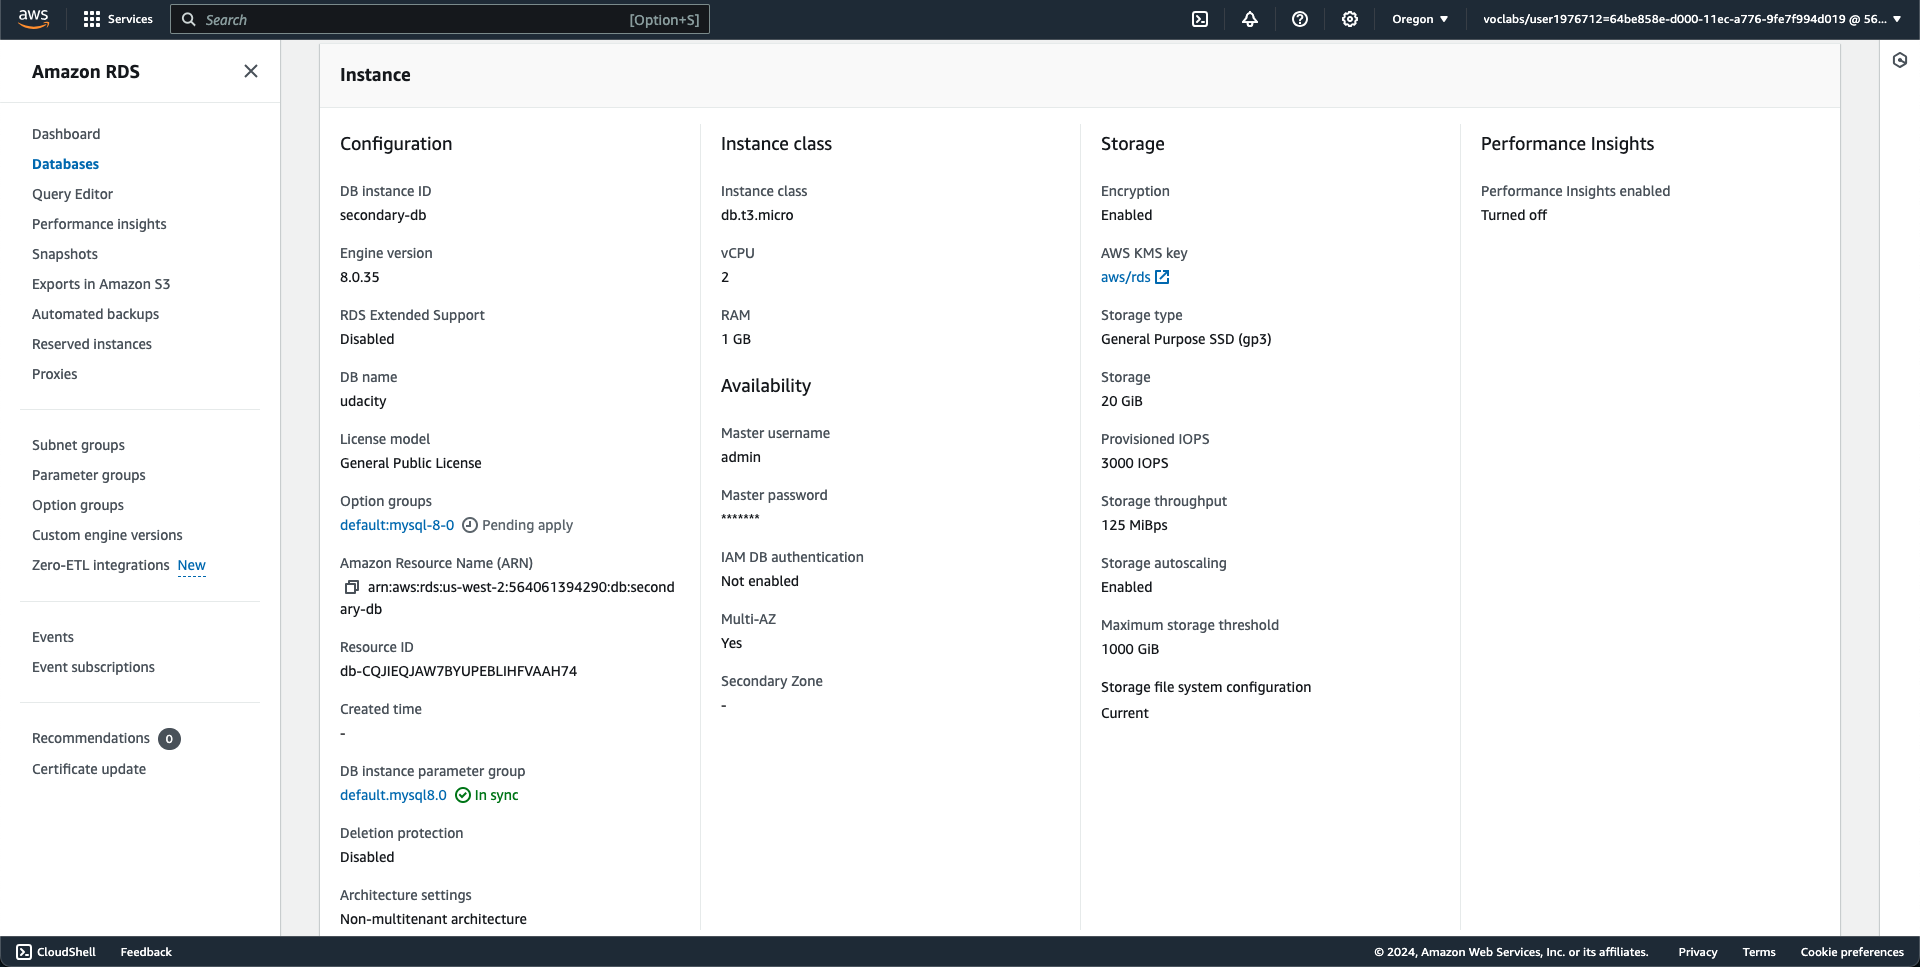 aws
Services
Search
[Option+S]
Oregon
voclabs/user1976712=64be858e-d000-11ec-a776-9fe7f994d019 @ 56...
Amazon RDS
Dashboard
Databases
Query Editor
Performance insights
Snapshots
Exports in Amazon S3
Automated backups
Reserved instances
Proxies
Subnet groups
Parameter groups
Option groups
Custom engine versions
Zero-ETL integrations New
Events
Event subscriptions
Recommendations 0
Certificate update
Instance
Configuration
DB instance ID
secondary-db
Engine version
8.0.35
RDS Extended Support
Disabled
DB name
udacity
License model
General Public License
Option groups
default:mysql-8-0 Pending apply
Amazon Resource Name (ARN)
arn:aws:rds:us-west-2:564061394290:db:second
ary-db
Resource ID
db-CQJIEQJAW7BYUPEBLIHFVAAH74
Created time
-
DB instance parameter group
default.mysql8.0 In sync
Deletion protection
Disabled
Architecture settings
Non-multitenant architecture
Instance class
Instance class
db.t3.micro
vCPU
2
RAM
1 GB
Availability
Master username
admin
Master password
*******
IAM DB authentication
Not enabled
Multi-AZ
Yes
Secondary Zone
-
Storage
Encryption
Enabled
AWS KMS key
aws/rds
Storage type
General Purpose SSD (gp3)
Storage
20 GiB
Provisioned IOPS
3000 IOPS
Storage throughput
125 MiBps
Storage autoscaling
Enabled
Maximum storage threshold
1000 GiB
Storage file system configuration
Current
Performance Insights
Performance Insights enabled
Turned off
CloudShell
Feedback
© 2024, Amazon Web Services, Inc. or its affiliates.
Privacy
Terms
Cookie preferences